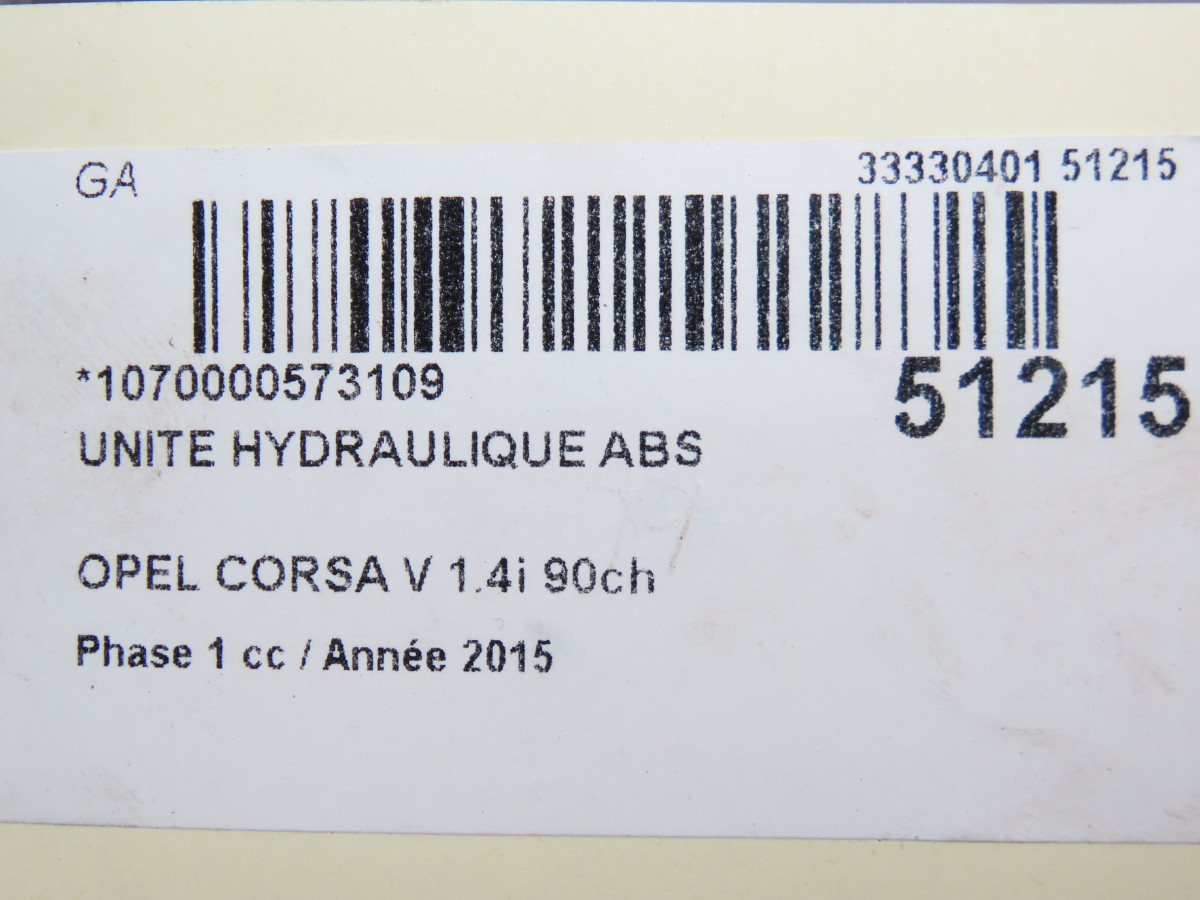 GA
33330401 51215
*1070000573109
51215
UNITE HYDRAULIQUE ABS
OPEL CORSA V 1.4i 90ch
Phase 1 cc / Année 2015